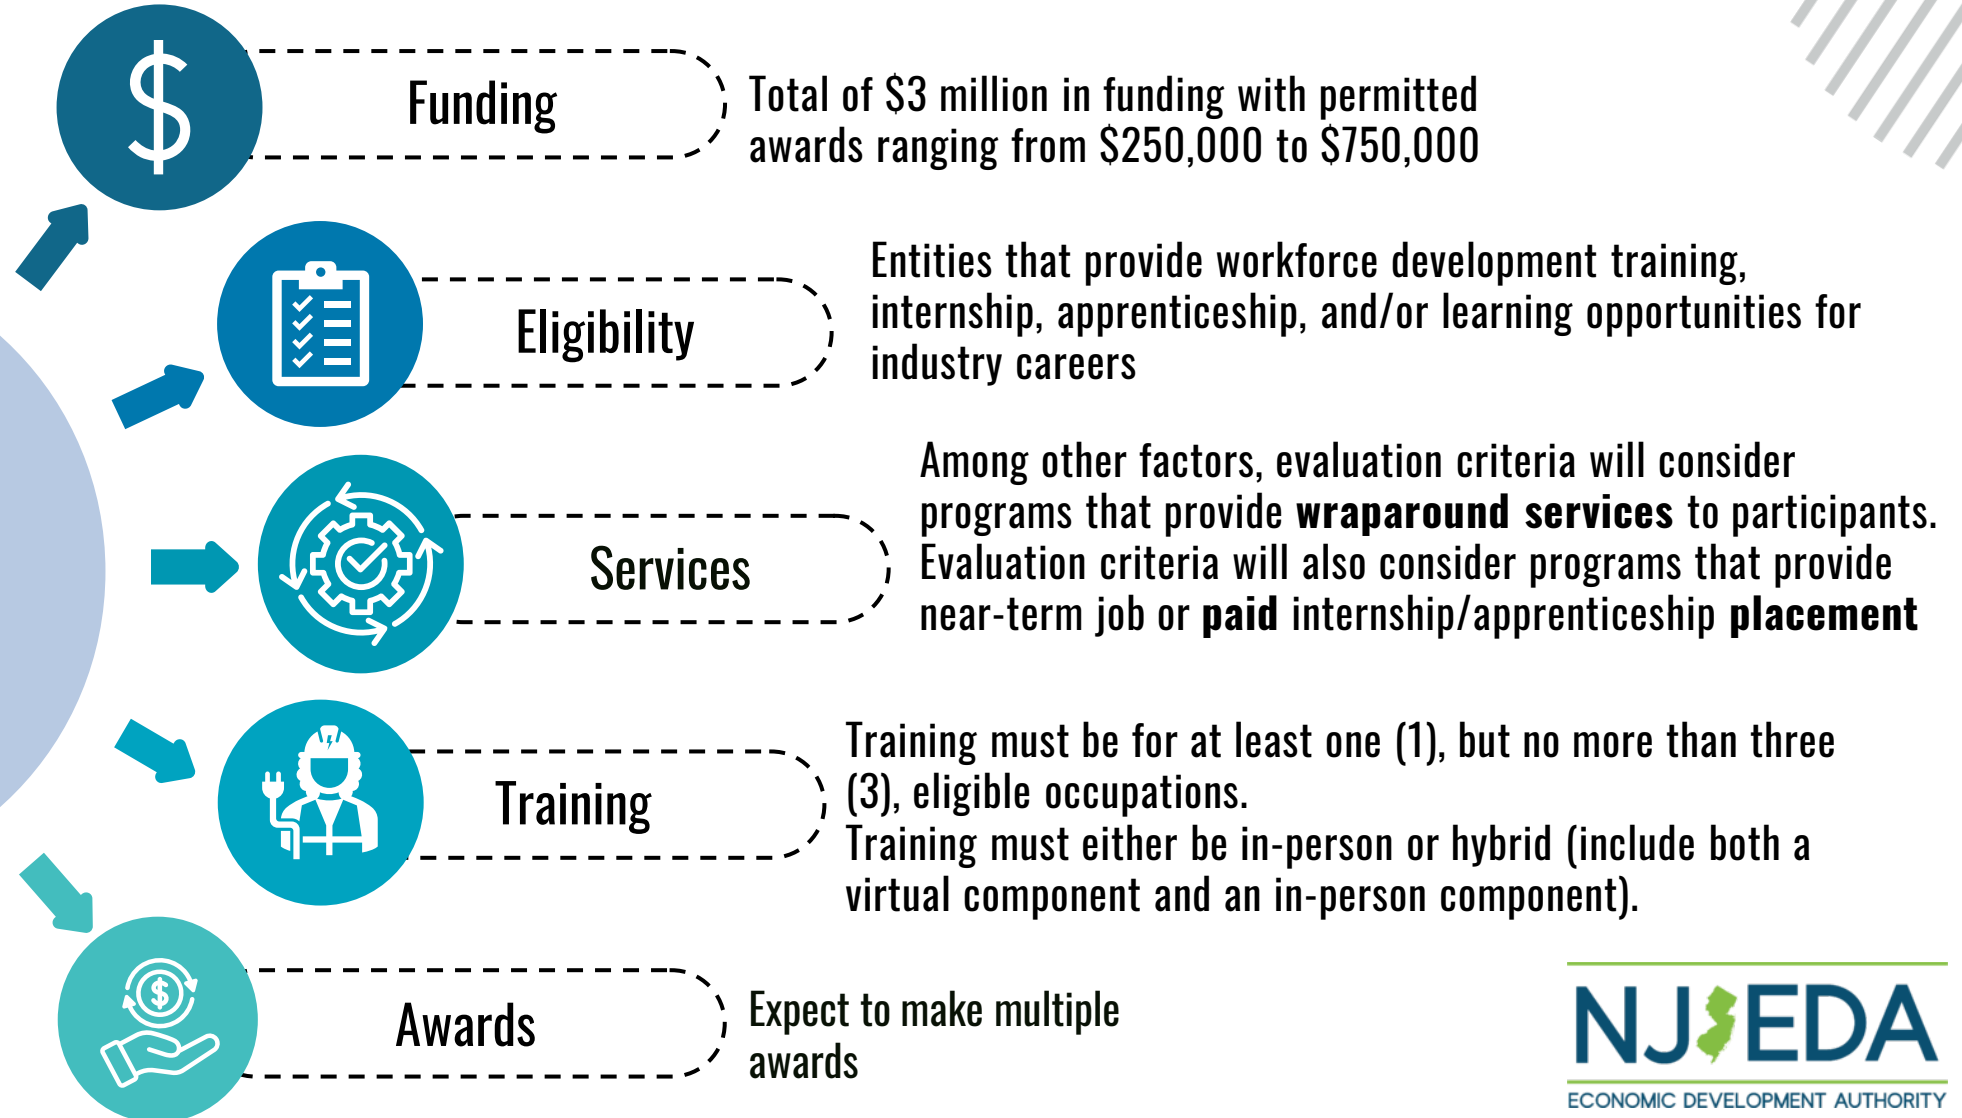 Funding
Total of $3 million in funding with permitted
awards ranging from $250,000 to $750,000
Eligibility
Entities that provide workforce development training,
internship, apprenticeship, and/or learning opportunities for
industry careers
Services
Among other factors, evaluation criteria will consider
programs that provide wraparound services to participants.
Evaluation criteria will also consider programs that provide
near-term job or paid internship/apprenticeship placement
Training
Training must be for at least one (1), but no more than three
(3), eligible occupations.
Training must either be in-person or hybrid (include both a
virtual component and an in-person component).
Awards
Expect to make multiple
awards
NJEDA
ECONOMIC DEVELOPMENT AUTHORITY